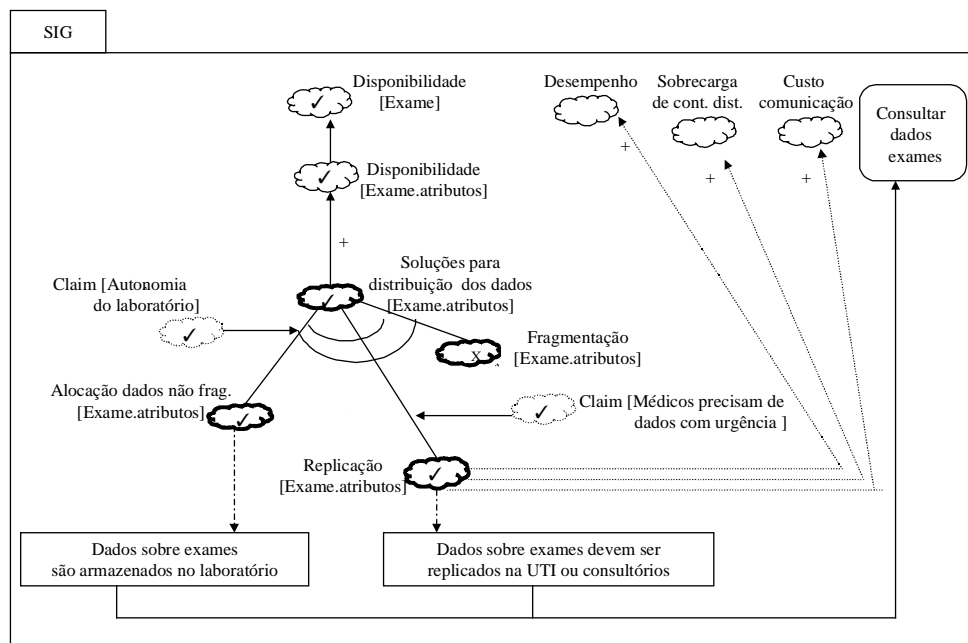 SIG
Disponibilidade
[Exame]
Desempenho
Sobrecarga
de cont. dist.
Custo
comunicação
Consultar
dados
exames
+
+
+
Disponibilidade
[Exame.atributos]
+
Soluções para
distribuição dos dados
[Exame.atributos]
Claim [Autonomia
do laboratório]
Fragmentação
[Exame.atributos]
X
Alocação dados não frag.
[Exame.atributos]
Claim [Médicos precisam de
dados com urgência ]
Replicação
[Exame.atributos]
Dados sobre exames
são armazenados no laboratório
Dados sobre exames devem ser
replicados na UTI ou consultórios